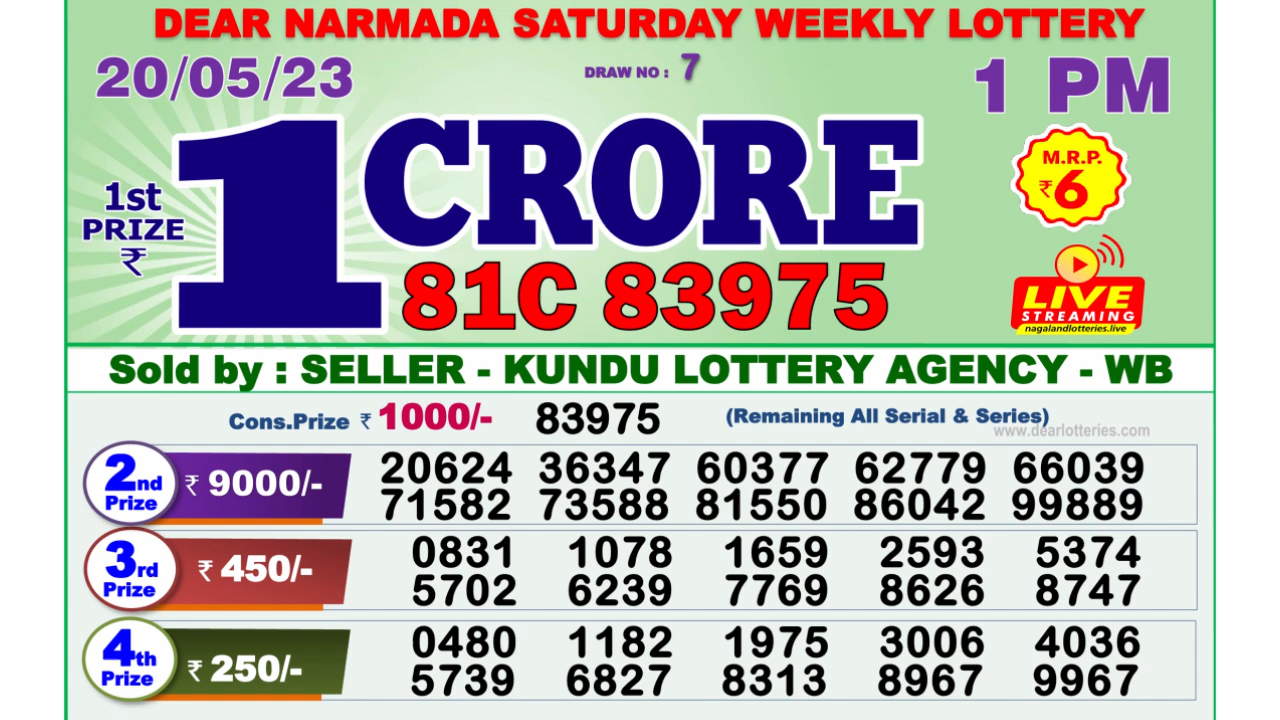 DEAR NARMADA SATURDAY WEEKLY LOTTERY
20/05/23
DRAW NO : 7
1 PM
1st
PRIZE
₹
1 CRORE
M.R.P.
₹6
81C 83975
LIVE
STREAMING
nagalandlotteries.live
Sold by : SELLER - KUNDU LOTTERY AGENCY - WB
Cons.Prize ₹ 1000/- 83975 (Remaining All Serial & Series)
www.dearlotteries.com
2nd Prize ₹ 9000/-
20624 36347 60377 62779 66039
71582 73588 81550 86042 99889
3rd Prize ₹ 450/-
0831 1078 1659 2593 5374
5702 6239 7769 8626 8747
4th Prize ₹ 250/-
0480 1182 1975 3006 4036
5739 6827 8313 8967 9967